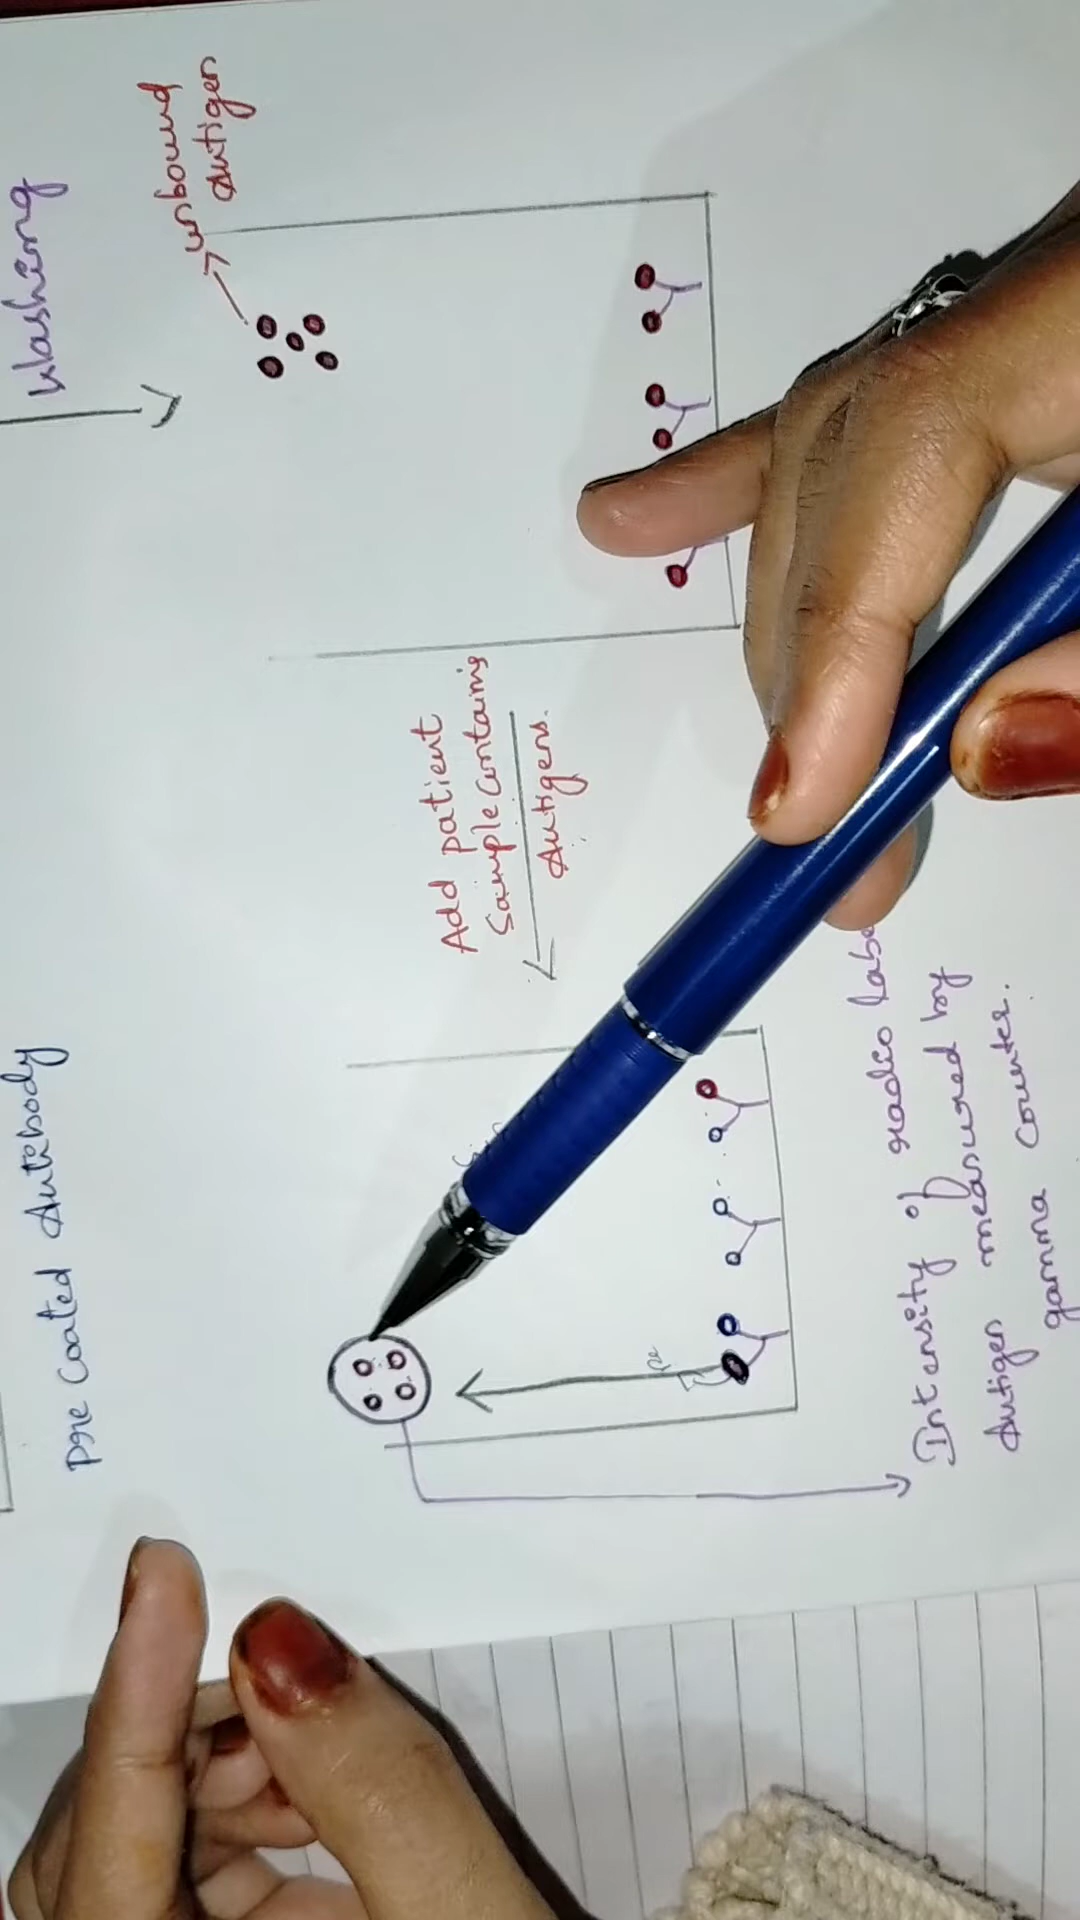 Pre coated Antibody
Washing
unbound
antigen
Add patient
Sample containing
Antigens.
Intensity of radio labe
Antigen measured by
gamma counter.